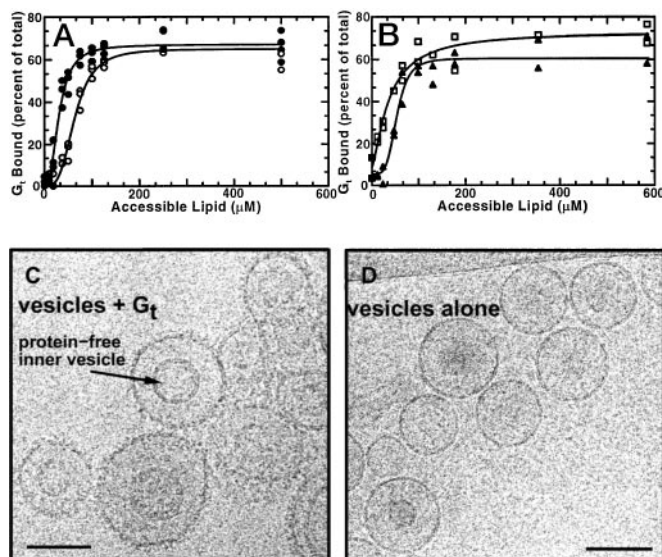 A
B
G_t Bound (percent of total)
80
60
40
20
0
0 200 400 600
Accessible Lipid (μM)
G_t Bound (percent of total)
80
60
40
20
0
0 200 400 600
Accessible Lipid (μM)
C
vesicles + G_t
protein-free
inner vesicle
D
vesicles alone